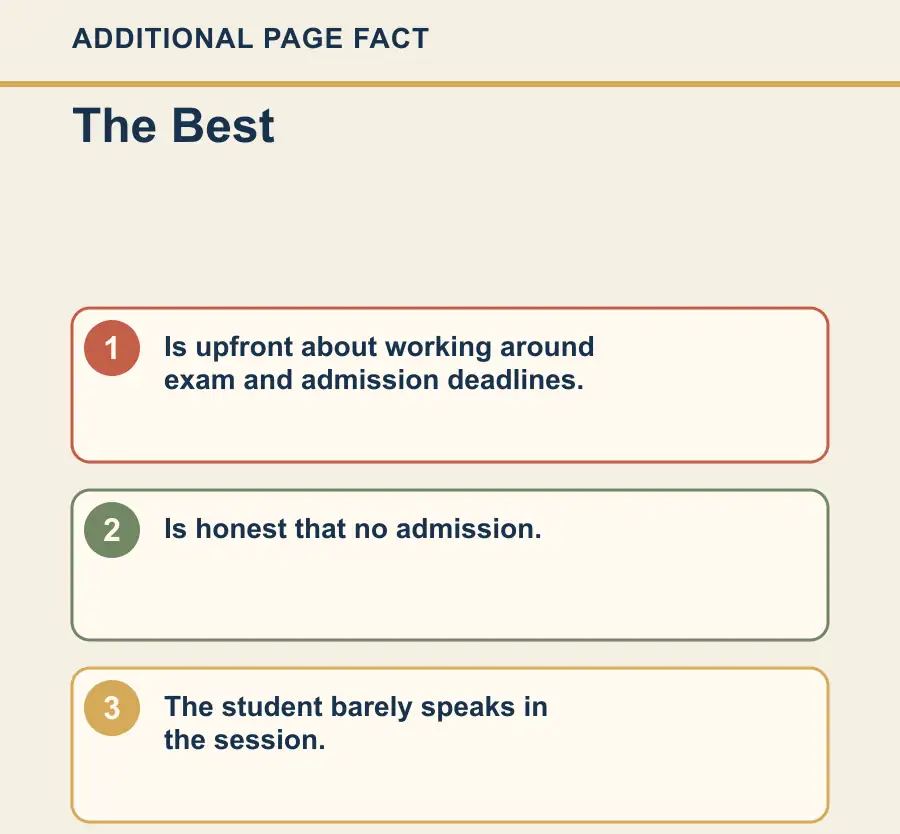 ADDITIONAL PAGE FACT
The Best
1
Is upfront about working around
exam and admission deadlines.
2
Is honest that no admission.
3
The student barely speaks in
the session.